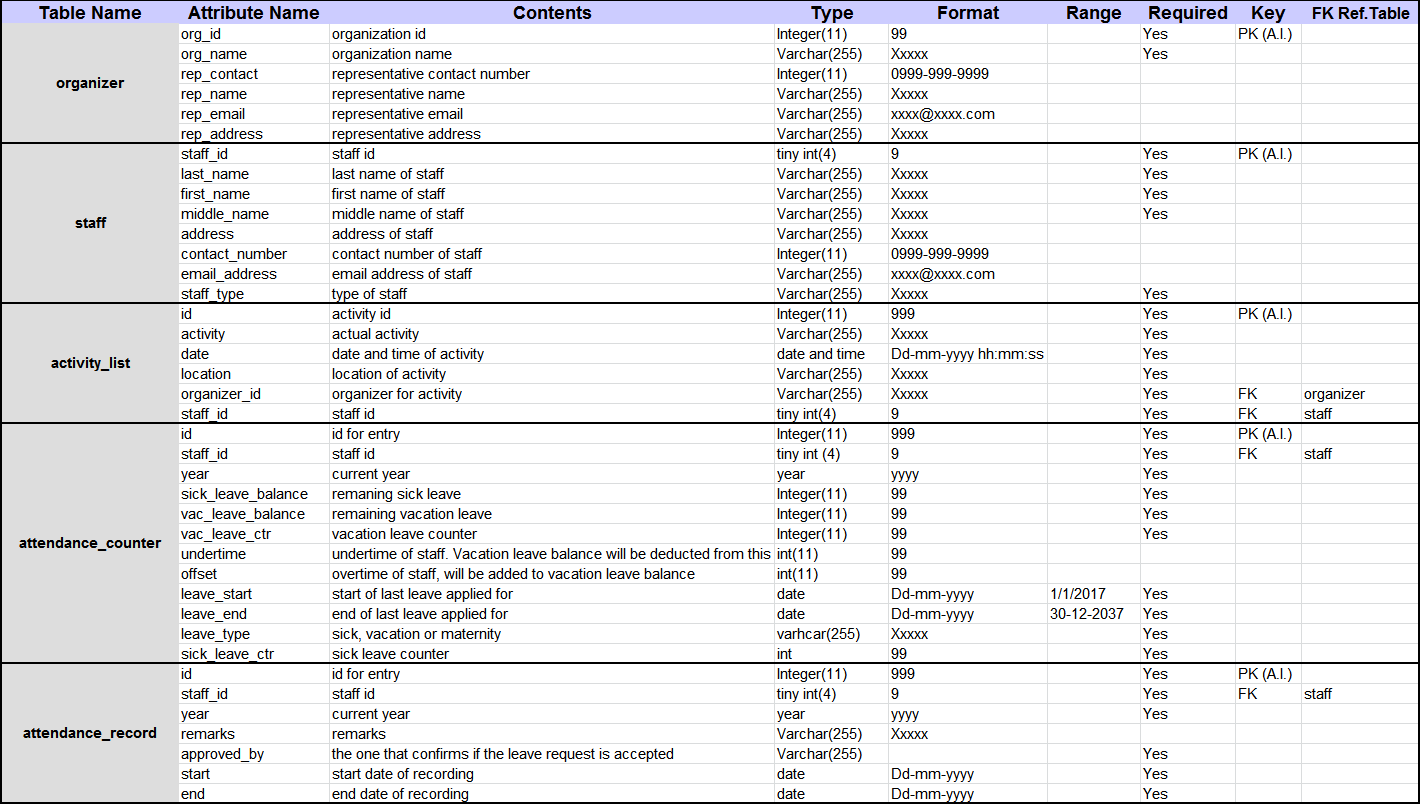 Table Name Attribute Name Contents Type Format Range Required Key FK Ref.Table
organizer
org_id organization id Integer(11) 99 Yes PK (A.I.)
org_name organization name Varchar(255) Xxxxx Yes
rep_contact representative contact number Integer(11) 0999-999-9999
rep_name representative name Varchar(255) Xxxxx
rep_email representative email Varchar(255) xxxx@xxxx.com
rep_address representative address Varchar(255) Xxxxx
staff
staff_id staff id tiny int(4) 9 Yes PK (A.I.)
last_name last name of staff Varchar(255) Xxxxx Yes
first_name first name of staff Varchar(255) Xxxxx Yes
middle_name middle name of staff Varchar(255) Xxxxx Yes
address address of staff Varchar(255) Xxxxx
contact_number contact number of staff Integer(11) 0999-999-9999
email_address email address of staff Varchar(255) xxxx@xxxx.com
staff_type type of staff Varchar(255) Xxxxx Yes
activity_list
id activity id Integer(11) 999 Yes PK (A.I.)
activity actual activity Varchar(255) Xxxxx Yes
date date and time of activity date and time Dd-mm-yyyy hh:mm:ss Yes
location location of activity Varchar(255) Xxxxx Yes
organizer_id organizer for activity Varchar(255) Xxxxx Yes FK organizer
staff_id staff id tiny int(4) 9 Yes FK staff
attendance_counter
id id for entry Integer(11) 999 Yes PK (A.I.)
staff_id staff id tiny int (4) 9 Yes FK staff
year current year year yyyy Yes
sick_leave_balance remaning sick leave Integer(11) 99 Yes
vac_leave_balance remaining vacation leave Integer(11) 99 Yes
vac_leave_ctr vacation leave counter Integer(11) 99 Yes
undertime undertime of staff. Vacation leave balance will be deducted from this int(11) 99
offset overtime of staff, will be added to vacation leave balance int(11) 99
leave_start start of last leave applied for date Dd-mm-yyyy 1/1/2017 Yes
leave_end end of last leave applied for date Dd-mm-yyyy 30-12-2037 Yes
leave_type sick, vacation or maternity varhcar(255) Xxxxx Yes
sick_leave_ctr sick leave counter int 99 Yes
attendance_record
id id for entry Integer(11) 999 Yes PK (A.I.)
staff_id staff id tiny int(4) 9 Yes FK staff
year current year year yyyy Yes
remarks remarks Varchar(255) Xxxxx
approved_by the one that confirms if the leave request is accepted Varchar(255) Yes
start start date of recording date Dd-mm-yyyy Yes
end end date of recording date Dd-mm-yyyy Yes